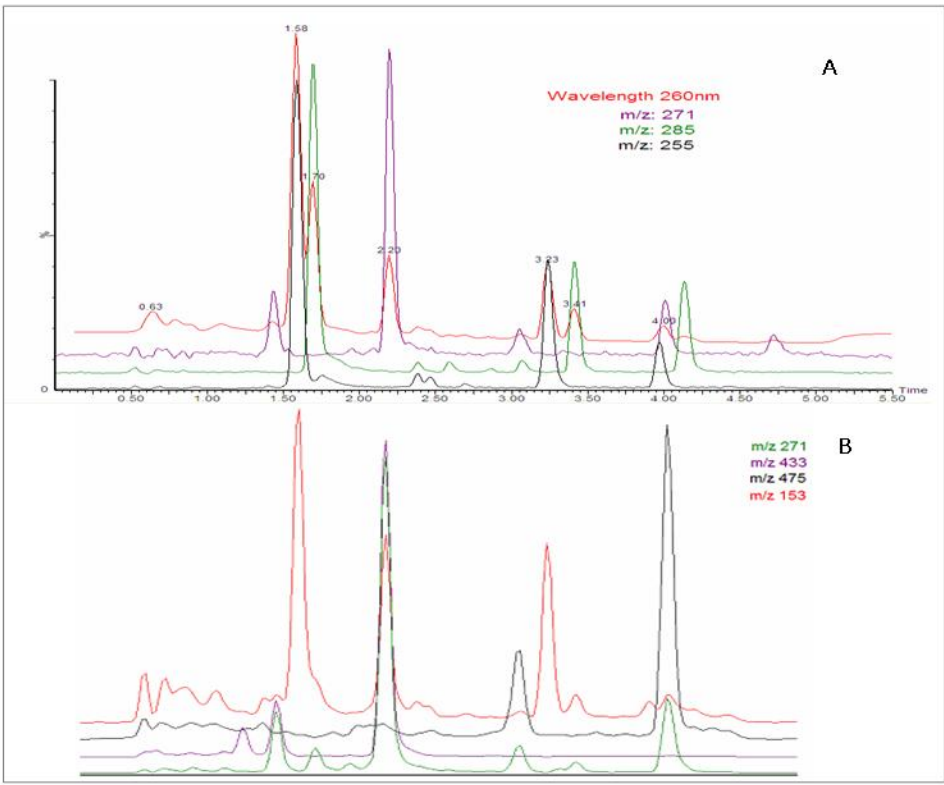 1.58
A
Wavelength 260nm
m/z: 271
m/z: 285
m/z: 255
1.70
2.20
3.23
3.41
4.00
0.63
%
0
0.50 1.00 1.50 2.00 2.50 3.00 3.50 4.00 4.50 5.00 5.50
Time
B
m/z 271
m/z 433
m/z 475
m/z 153